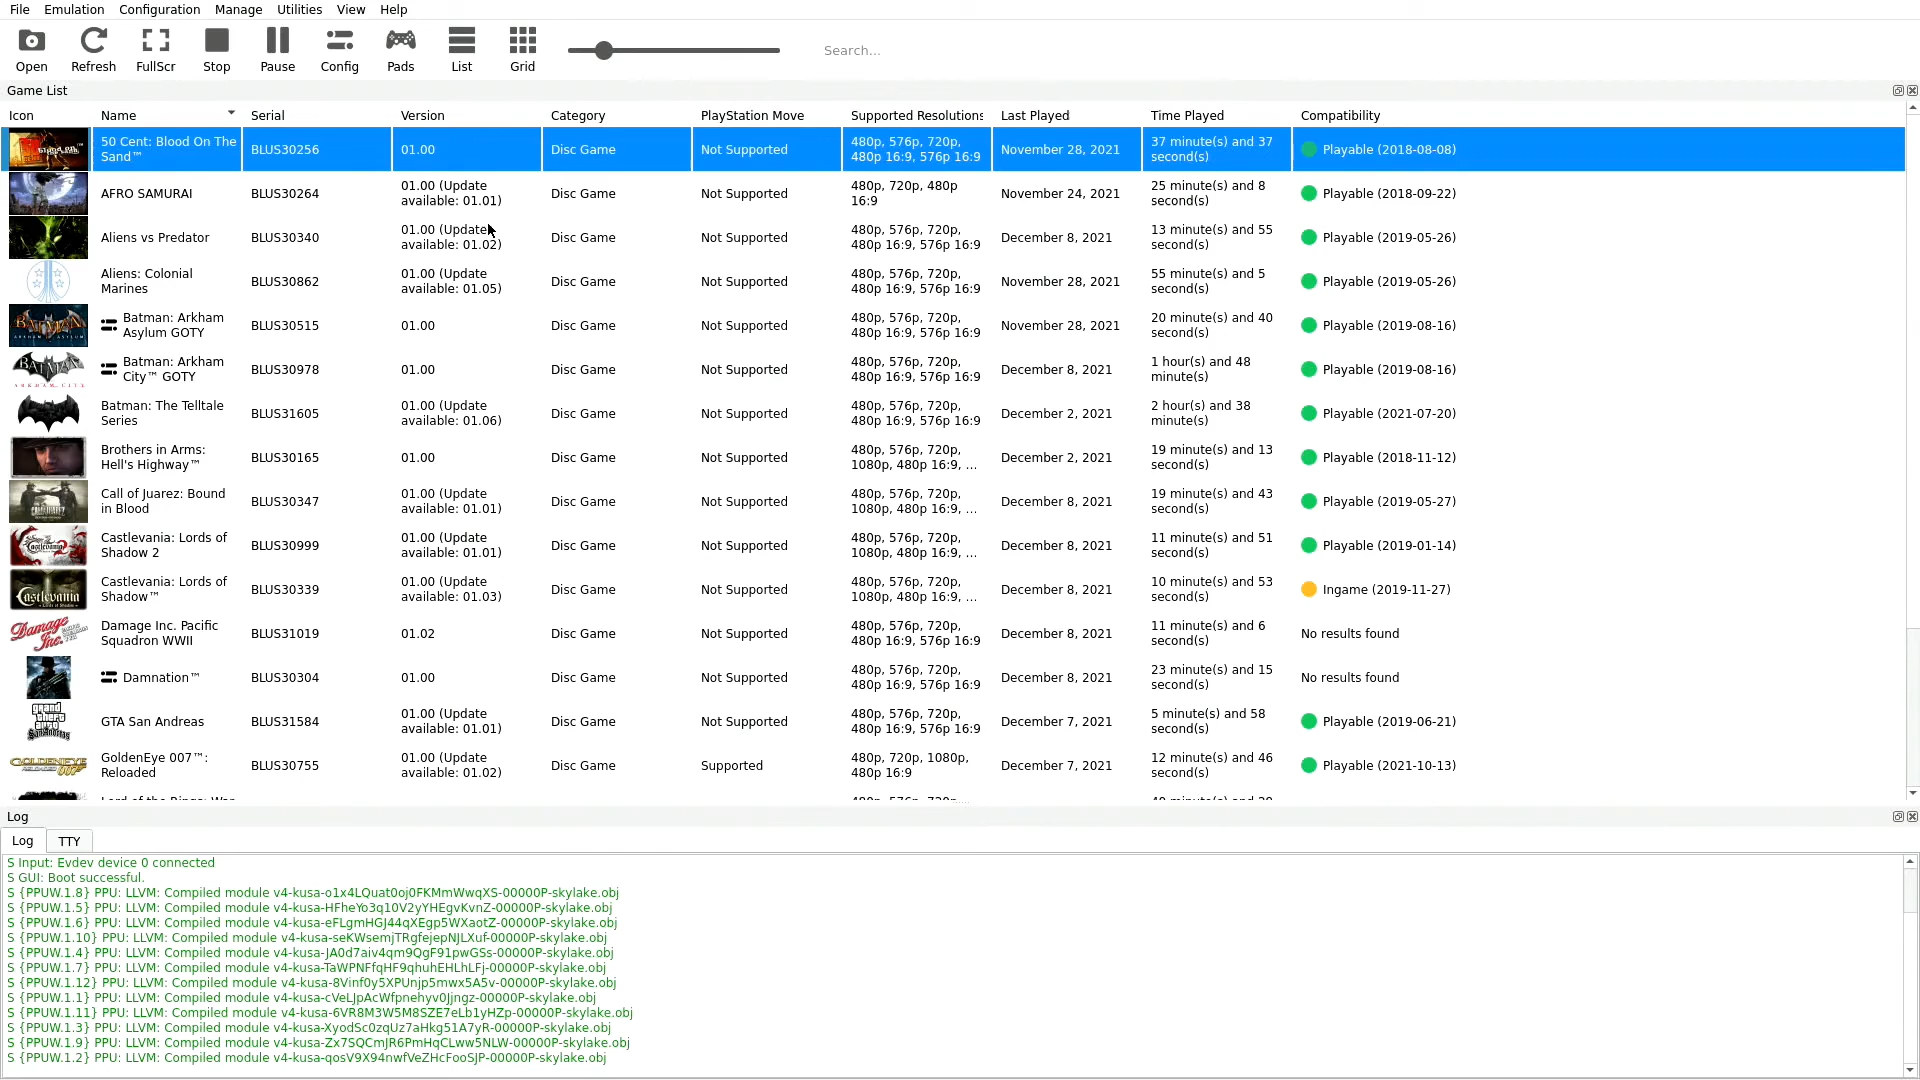 File Emulation Configuration Manage Utilities View Help
Open Refresh FullScr Stop Pause Config Pads List Grid Search...
Game List
Icon Name Serial Version Category PlayStation Move Supported Resolutions Last Played Time Played Compatibility
50 Cent: Blood On The Sand™ BLUS30256 01.00 Disc Game Not Supported 480p, 576p, 720p, 480p 16:9, 576p 16:9 November 28, 2021 37 minute(s) and 37 second(s) Playable (2018-08-08)
AFRO SAMURAI BLUS30264 01.00 (Update available: 01.01) Disc Game Not Supported 480p, 720p, 480p 16:9 November 24, 2021 25 minute(s) and 8 second(s) Playable (2018-09-22)
Aliens vs Predator BLUS30340 01.00 (Update available: 01.02) Disc Game Not Supported 480p, 576p, 720p, 480p 16:9, 576p 16:9 December 8, 2021 13 minute(s) and 55 second(s) Playable (2019-05-26)
Aliens: Colonial Marines BLUS30862 01.00 (Update available: 01.05) Disc Game Not Supported 480p, 576p, 720p, 480p 16:9, 576p 16:9 November 28, 2021 55 minute(s) and 5 second(s) Playable (2019-05-26)
Batman: Arkham Asylum GOTY BLUS30515 01.00 Disc Game Not Supported 480p, 576p, 720p, 480p 16:9, 576p 16:9 November 28, 2021 20 minute(s) and 40 second(s) Playable (2019-08-16)
Batman: Arkham City™ GOTY BLUS30978 01.00 Disc Game Not Supported 480p, 576p, 720p, 480p 16:9, 576p 16:9 December 8, 2021 1 hour(s) and 48 minute(s) Playable (2019-08-16)
Batman: The Telltale Series BLUS31605 01.00 (Update available: 01.06) Disc Game Not Supported 480p, 576p, 720p, 480p 16:9, 576p 16:9 December 2, 2021 2 hour(s) and 38 minute(s) Playable (2021-07-20)
Brothers in Arms: Hell's Highway™ BLUS30165 01.00 Disc Game Not Supported 480p, 576p, 720p, 1080p, 480p 16:9, ... December 2, 2021 19 minute(s) and 13 second(s) Playable (2018-11-12)
Call of Juarez: Bound in Blood BLUS30347 01.00 (Update available: 01.01) Disc Game Not Supported 480p, 576p, 720p, 1080p, 480p 16:9, ... December 8, 2021 19 minute(s) and 43 second(s) Playable (2019-05-27)
Castlevania: Lords of Shadow 2 BLUS30999 01.00 (Update available: 01.01) Disc Game Not Supported 480p, 576p, 720p, 1080p, 480p 16:9, ... December 8, 2021 11 minute(s) and 51 second(s) Playable (2019-01-14)
Castlevania: Lords of Shadow™ BLUS30339 01.00 (Update available: 01.03) Disc Game Not Supported 480p, 576p, 720p, 1080p, 480p 16:9, ... December 8, 2021 10 minute(s) and 53 second(s) Ingame (2019-11-27)
Damage Inc. Pacific Squadron WWII BLUS31019 01.02 Disc Game Not Supported 480p, 576p, 720p, 480p 16:9, 576p 16:9 December 8, 2021 11 minute(s) and 6 second(s) No results found
Damnation™ BLUS30304 01.00 Disc Game Not Supported 480p, 576p, 720p, 480p 16:9, 576p 16:9 December 8, 2021 23 minute(s) and 15 second(s) No results found
GTA San Andreas BLUS31584 01.00 (Update available: 01.01) Disc Game Not Supported 480p, 576p, 720p, 480p 16:9, 576p 16:9 December 7, 2021 5 minute(s) and 58 second(s) Playable (2019-06-21)
GoldenEye 007™: Reloaded BLUS30755 01.00 (Update available: 01.02) Disc Game Supported 480p, 720p, 1080p, 480p 16:9 December 7, 2021 12 minute(s) and 46 second(s) Playable (2021-10-13)
Log
Log TTY
S Input: Evdev device 0 connected
S GUI: Boot successful.
S {PPUW.1.8} PPU: LLVM: Compiled module v4-kusa-o1x4LQuat0oj0FKMmWwqXS-00000P-skylake.obj
S {PPUW.1.5} PPU: LLVM: Compiled module v4-kusa-HFheYo3q10V2yYHEgvKvnZ-00000P-skylake.obj
S {PPUW.1.6} PPU: LLVM: Compiled module v4-kusa-eFLgmHGJ44qXEgp5WXaotZ-00000P-skylake.obj
S {PPUW.1.10} PPU: LLVM: Compiled module v4-kusa-seKWsemjTRgfejepNJLXuf-00000P-skylake.obj
S {PPUW.1.4} PPU: LLVM: Compiled module v4-kusa-JA0d7aiv4qm9QgF91pwGSs-00000P-skylake.obj
S {PPUW.1.7} PPU: LLVM: Compiled module v4-kusa-TaWPNFfqHF9qhuhEHLhLFj-00000P-skylake.obj
S {PPUW.1.12} PPU: LLVM: Compiled module v4-kusa-8Vinf0y5XPUnjp5mwx5A5v-00000P-skylake.obj
S {PPUW.1.1} PPU: LLVM: Compiled module v4-kusa-cVeLJpAcWfpnehyv0Jjngz-00000P-skylake.obj
S {PPUW.1.11} PPU: LLVM: Compiled module v4-kusa-6VR8M3W5M8SZE7eLb1yHZp-00000P-skylake.obj
S {PPUW.1.3} PPU: LLVM: Compiled module v4-kusa-XyodSc0zqUz7aHkg51A7yR-00000P-skylake.obj
S {PPUW.1.9} PPU: LLVM: Compiled module v4-kusa-Zx7SQCmJR6PmHqCLww5NLW-00000P-skylake.obj
S {PPUW.1.2} PPU: LLVM: Compiled module v4-kusa-qosV9X94nwfVeZHcFooSJP-00000P-skylake.obj